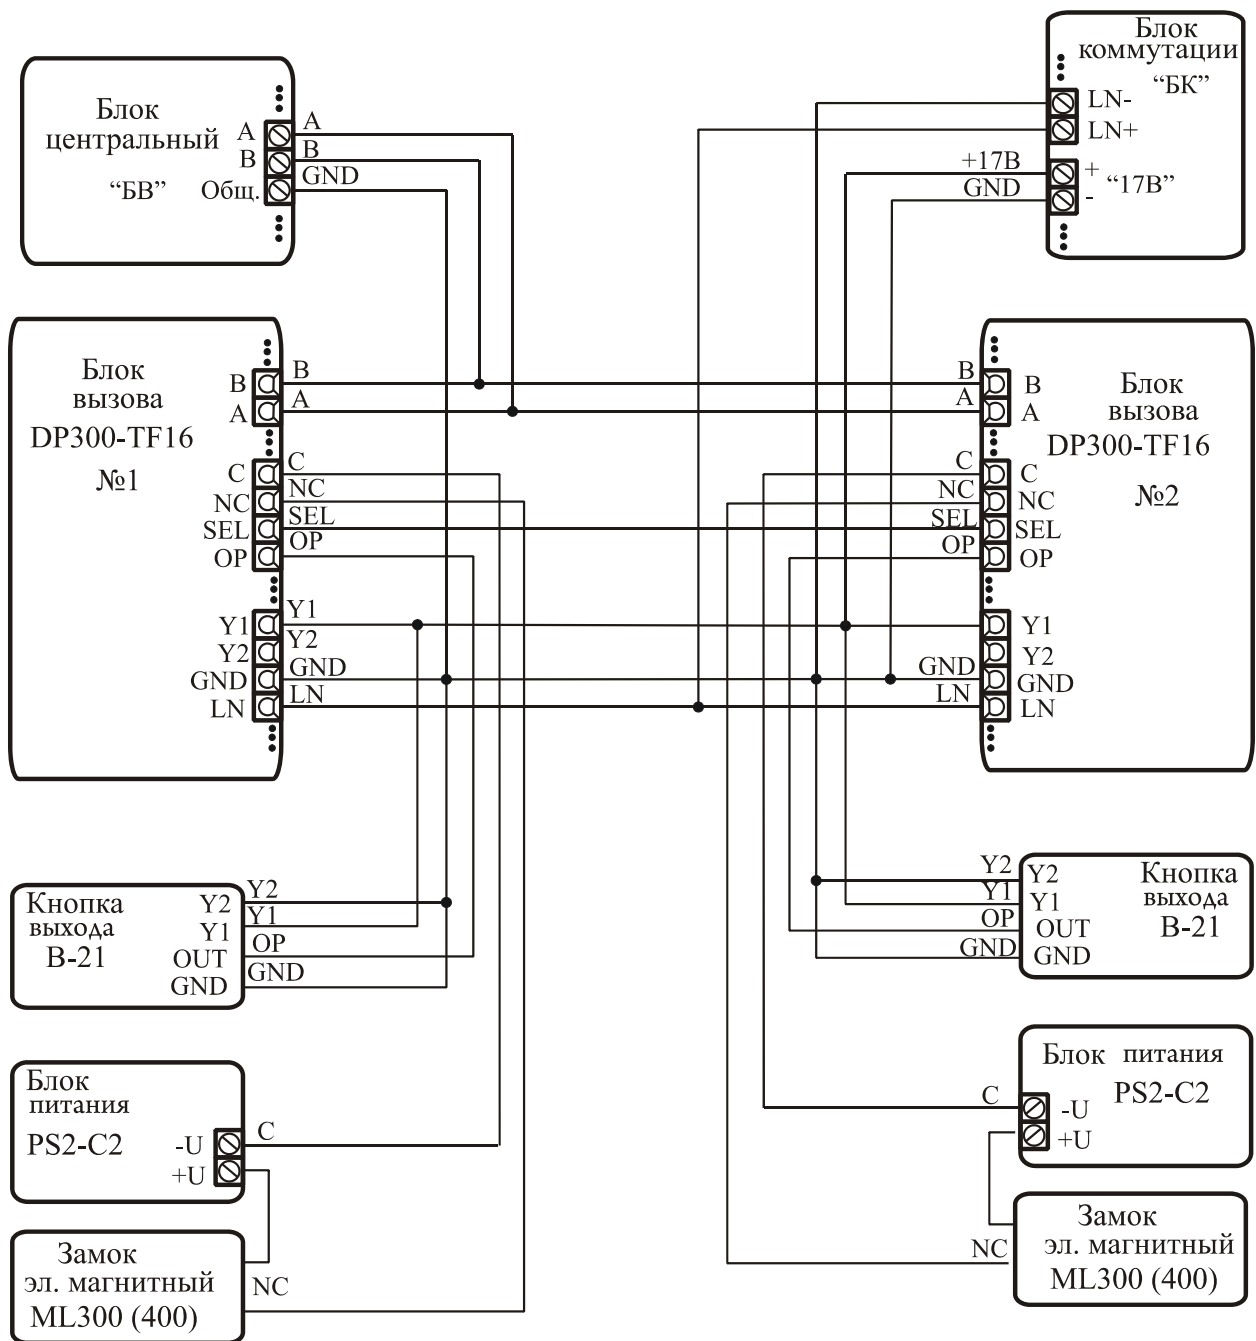 Блок
центральный
“БВ”
A
B
Общ.
A
B
GND
Блок
коммутации
“БК”
LN-
LN+
+17В
GND
+
-
“17В”
Блок
вызова
DP300-TF16
№1
B
A
C
NC
SEL
OP
Y1
Y2
GND
LN
B
A
C
NC
SEL
OP
Y1
Y2
GND
LN
B
A
C
NC
SEL
OP
GND
LN
B
A
C
NC
SEL
OP
Y1
Y2
GND
LN
Блок
вызова
DP300-TF16
№2
Кнопка
выхода
B-21
Y2
Y1
OUT
GND
Y2
Y1
OP
GND
Y2
Y1
OP
GND
Y2
Y1
OUT
GND
Кнопка
выхода
B-21
Блок
питания
PS2-C2
-U
+U
C
C
Блок питания
PS2-C2
-U
+U
Замок
эл. магнитный
ML300 (400)
NC
NC
Замок
эл. магнитный
ML300 (400)